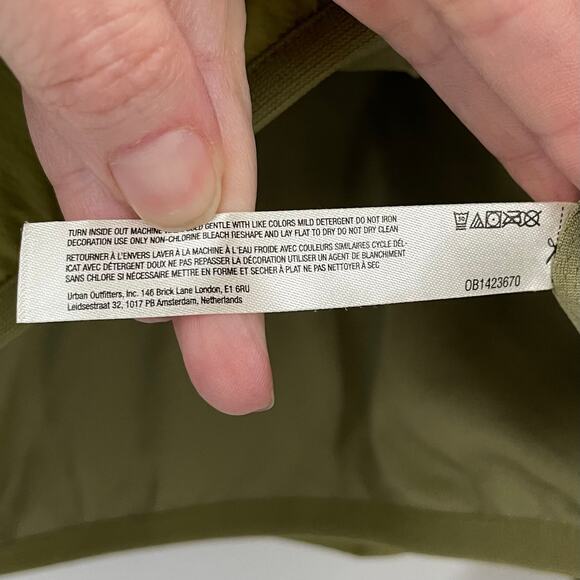 TURN INSIDE OUT MACHINE GENTLE WITH LIKE COLORS MILD DETERGENT DO NOT IRON
DECORATION USE ONLY NON-CHLORINE BLEACH RESHAPE AND LAY FLAT TO DRY DO NOT DRY CLEAN
RETOURNER À L'ENVERS LAVER À LA MACHINE À L'EAU FROIDE AVEC COULEURS SIMILAIRES CYCLE DÉL-
ICAT AVEC DÉTERGENT DOUX NE PAS REPASSER LA DÉCORATION UTILISER UN AGENT DE BLANCHIMENT
SANS CHLORE SI NÉCESSAIRE METTRE EN FORME ET SECHER À PLAT NE PAS NETTOYER À SEC
Urban Outfitters, Inc. 146 Brick Lane London, E1 6RU
Leidsestraat 32, 1017 PB Amsterdam, Netherlands
OB1423670